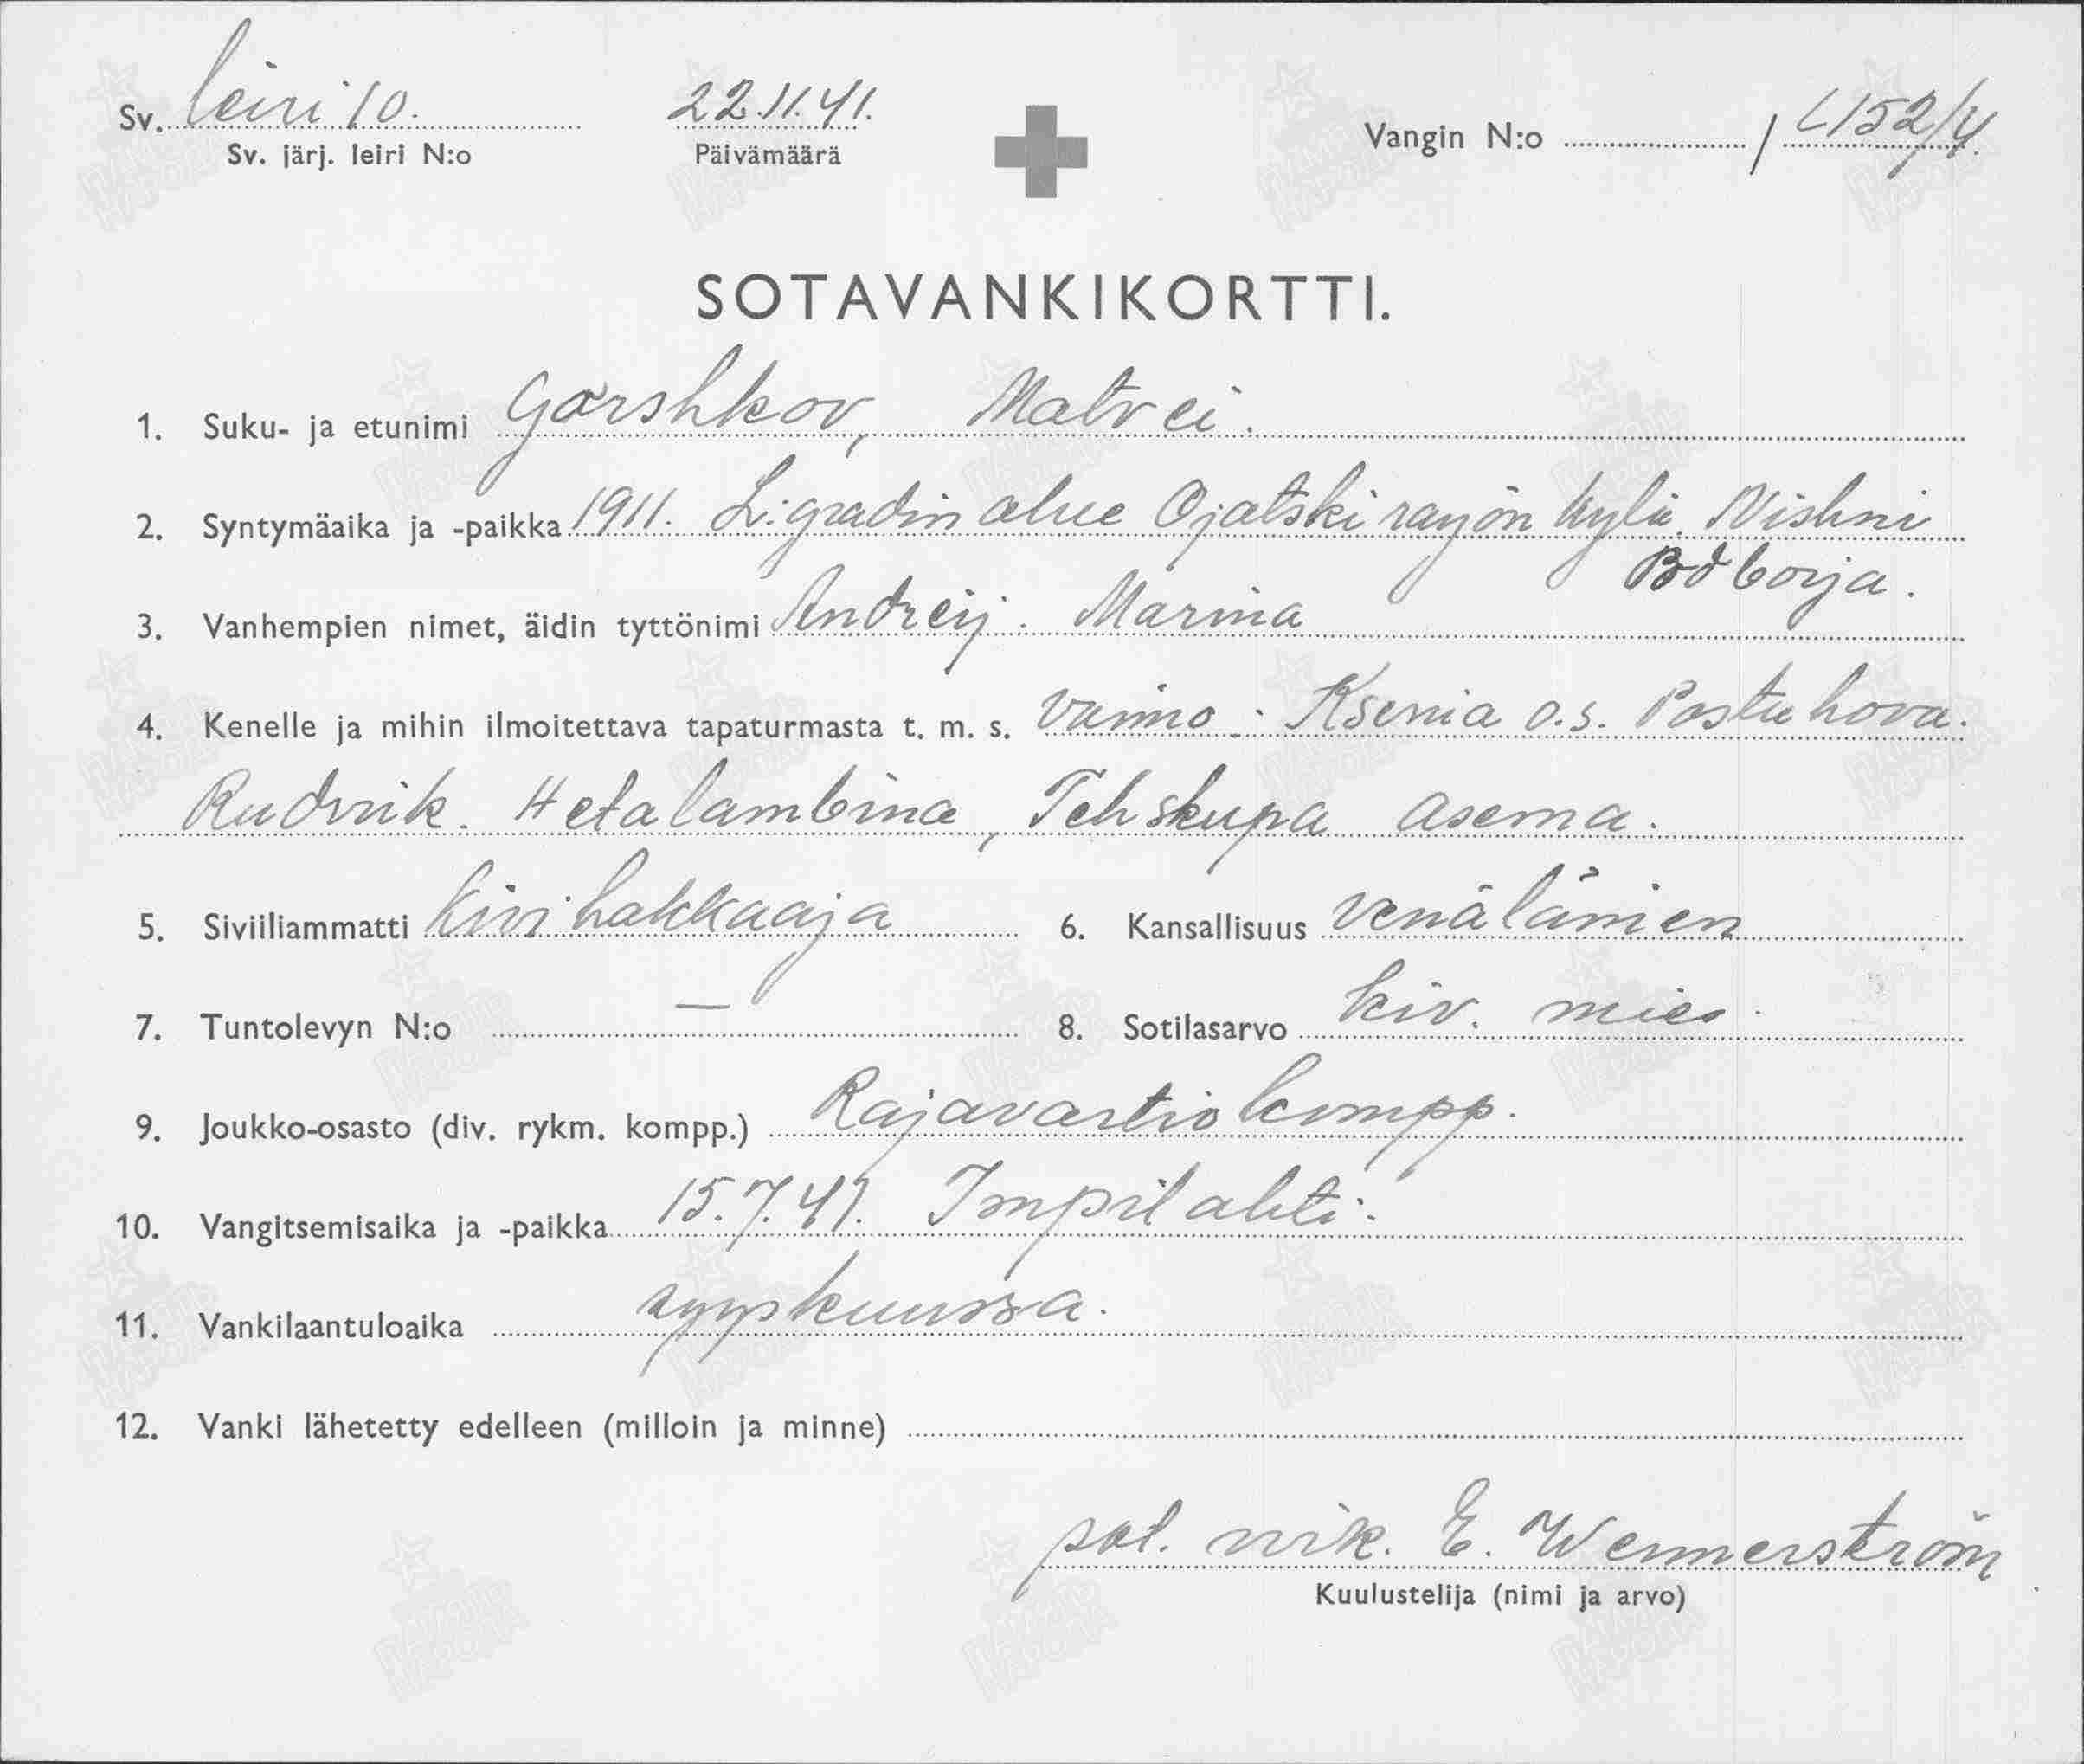 Sv. leiri 10. 22.11.41. Vangin N:o / 4152/4.
Sv. järj. leiri N:o Päivämäärä
SOTAVANKIKORTTI.
1. Suku- ja etunimi Gorshkov, Matvei.
2. Syntymäaika ja -paikka 1911. L:gradin alue Ojatski rayon kylä. Nishni
Podborja.
3. Vanhempien nimet, äidin tyttönimi Andreij. Marina
4. Kenelle ja mihin ilmoitettava tapaturmasta t. m. s. Vaimo: Ksenia o.s. Pastuhova.
Rudnik. Hetalambina, Tehskupa asema.
5. Siviiliammatti Kivihakkaaja 6. Kansallisuus venäläinen
7. Tuntolevyn N:o — 8. Sotilasarvo kiv. mies.
9. Joukko-osasto (div. rykm. kompp.) Rajavartiokompp.
10. Vangitsemisaika ja -paikka 15.7.41. Impilahti.
11. Vankilaantuloaika syyskuussa.
12. Vanki lähetetty edelleen (milloin ja minne)
sot. virk. E. Wennerström
Kuulustelija (nimi ja arvo)